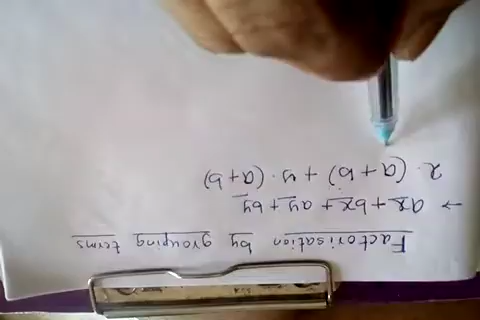 Factorisation by grouping terms
→ ax + bx + ay + by
x · (a + b) + y · (a + b)